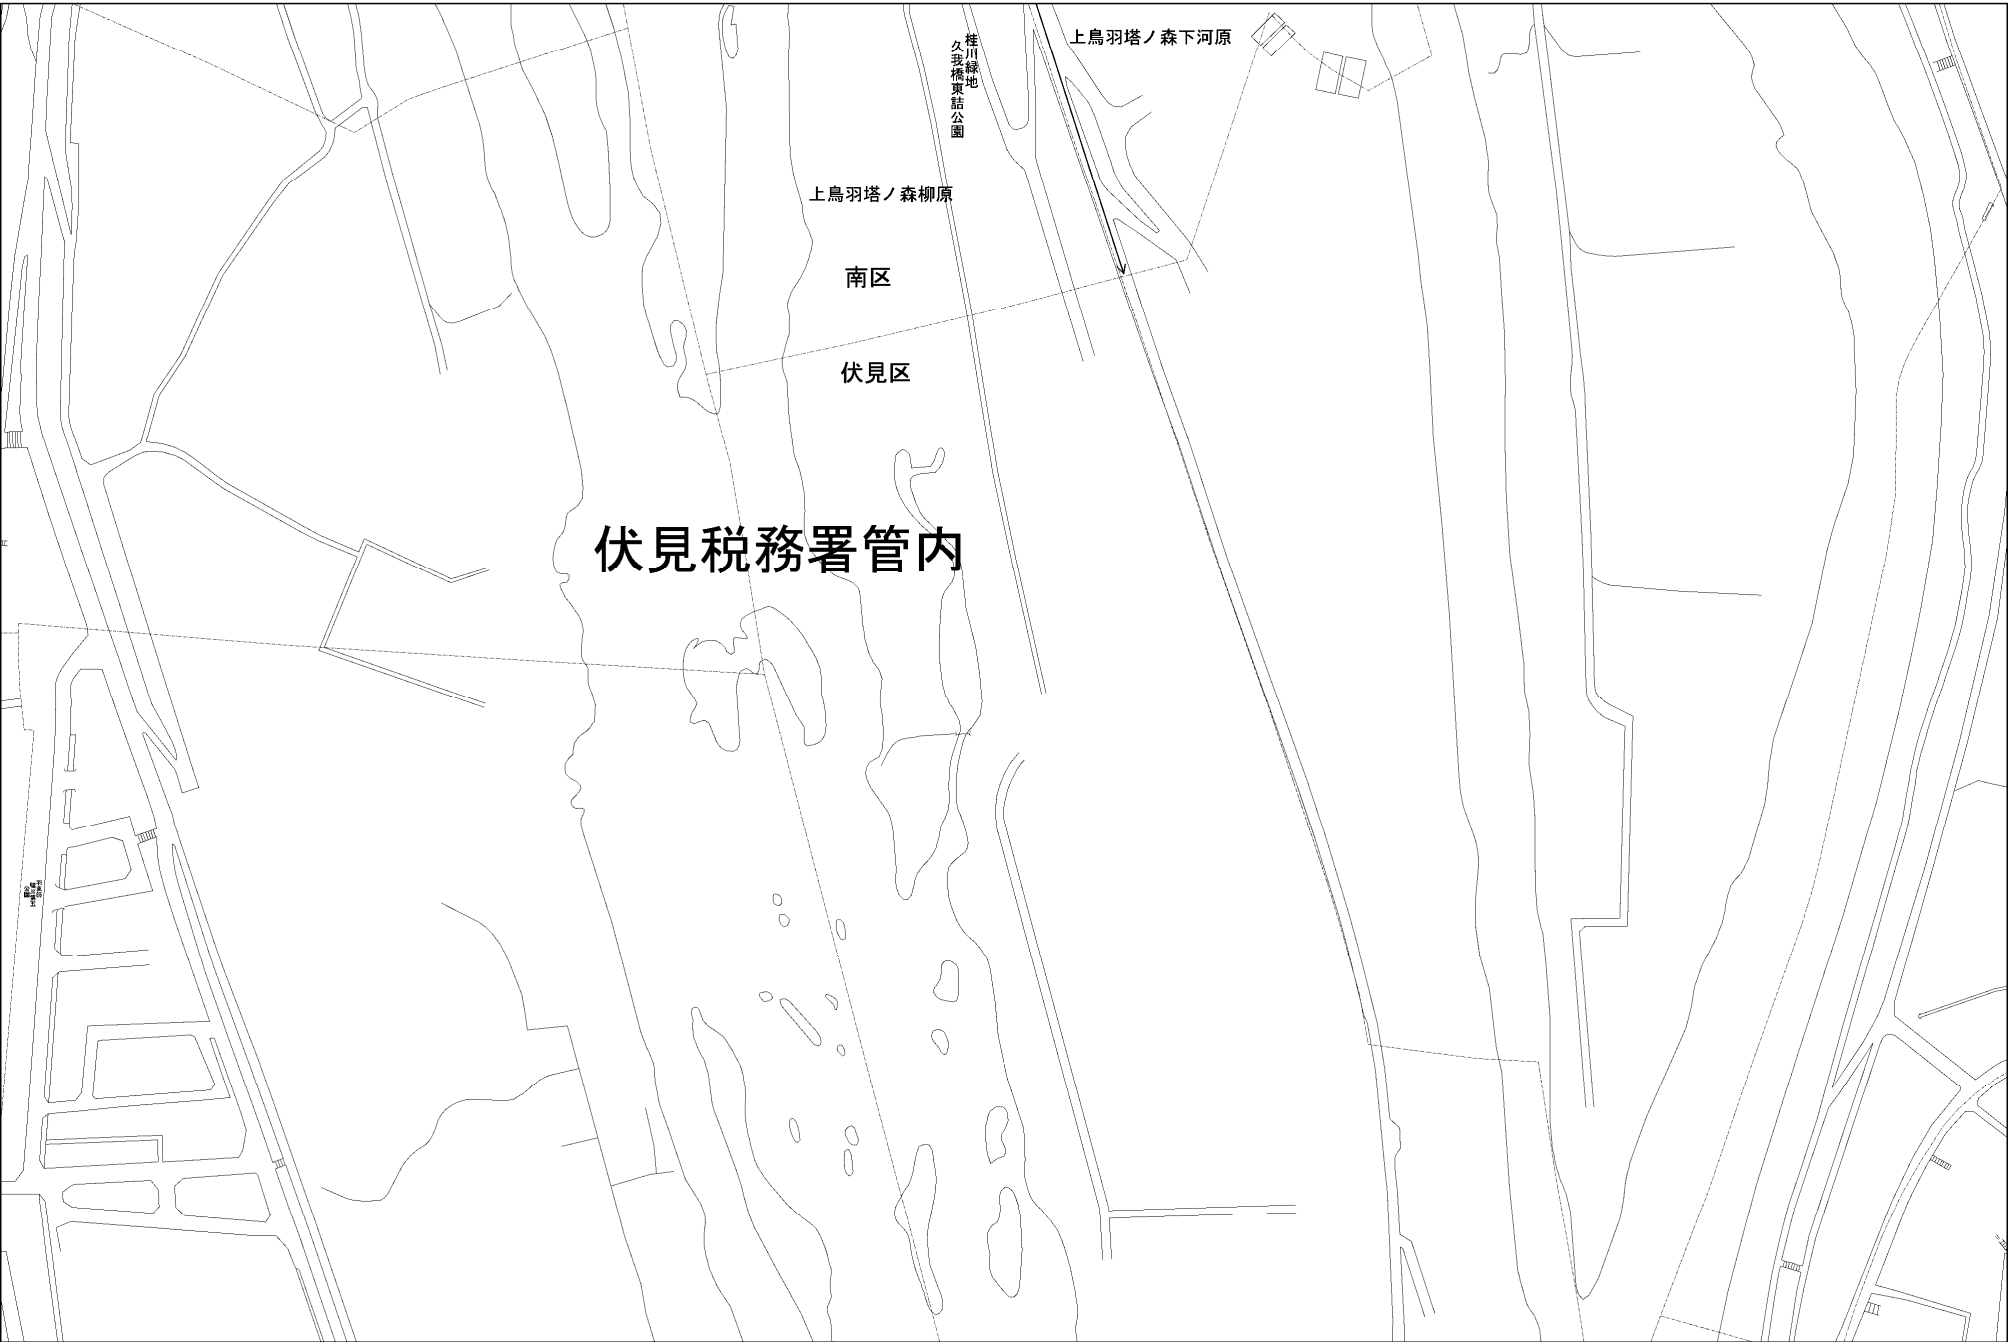 上鳥羽塔ノ森下河原
桂川緑地
久我橋東詰公園
上鳥羽塔ノ森柳原
南区
伏見区
伏見税務署管内
公園